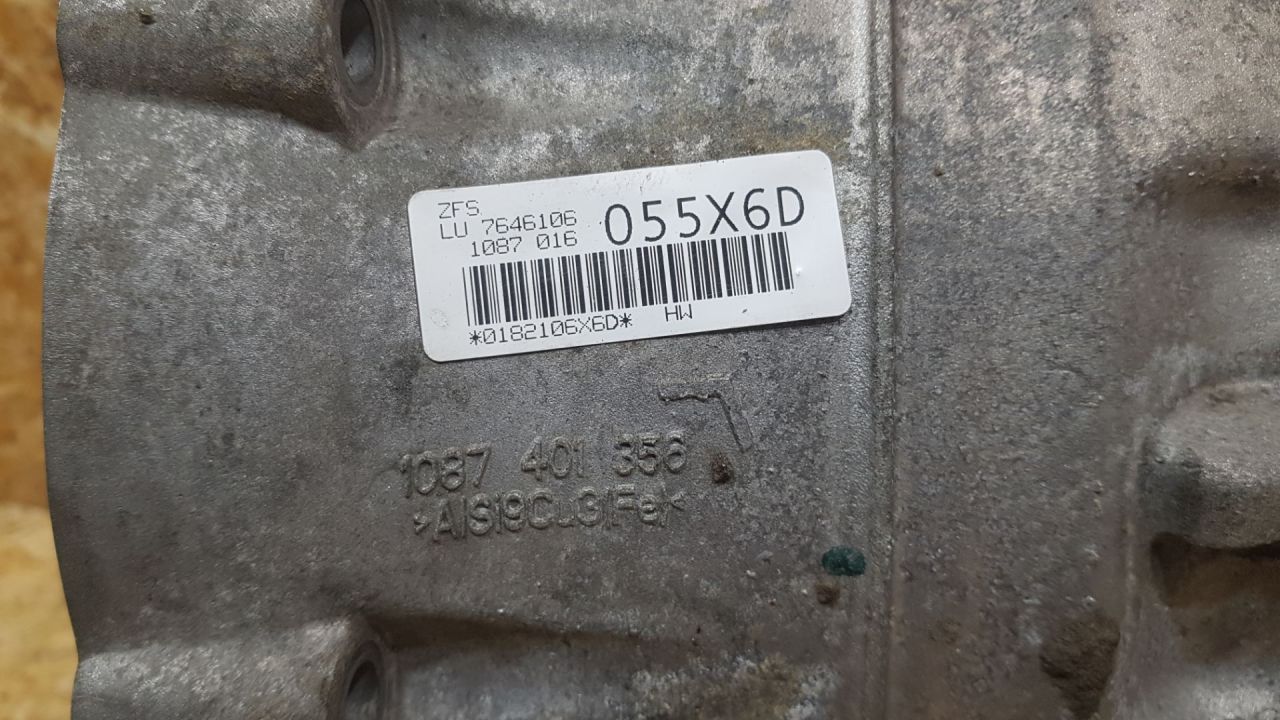 ZFS
LU 7646106
1087 016
055X6D
*0182106X6D* HW
1087 401 356
>AlSi9Cu3(Fe)<